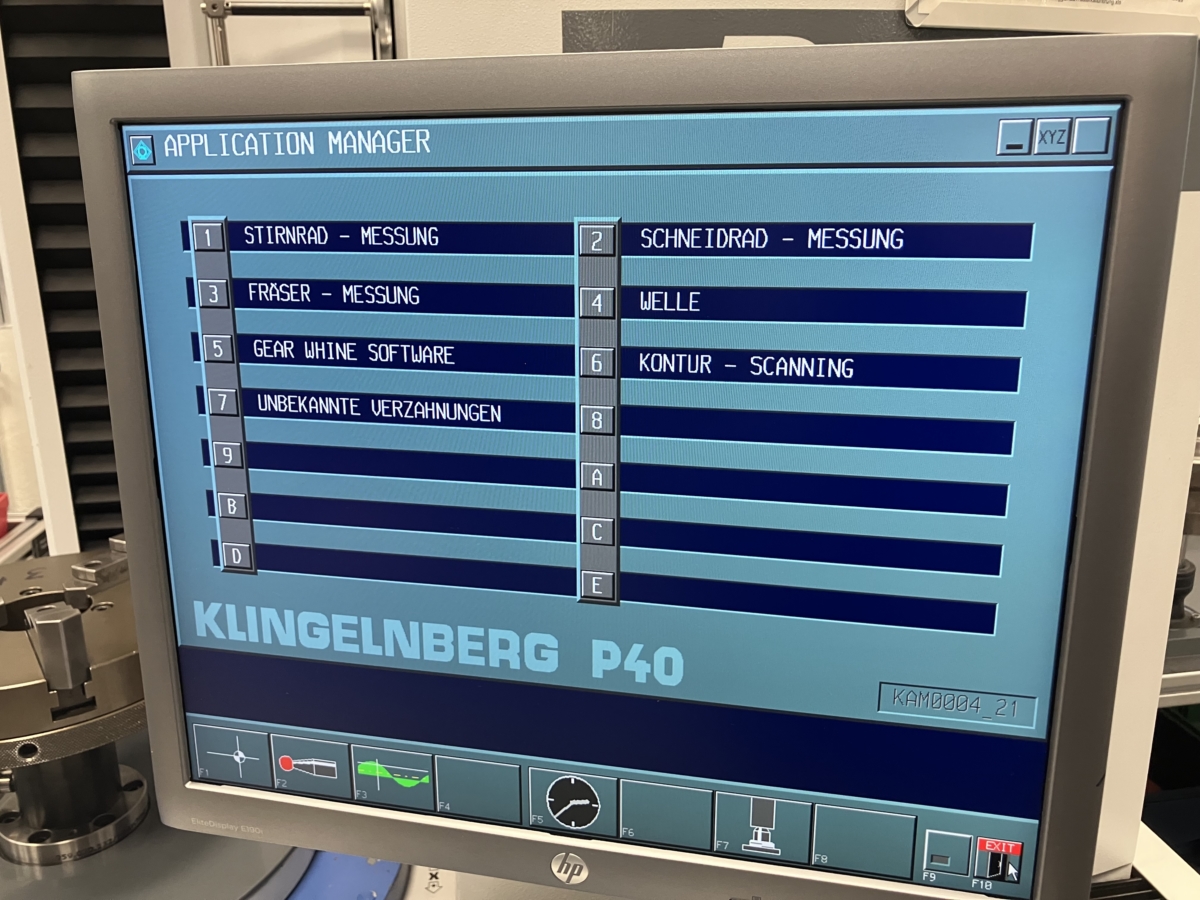 APPLICATION MANAGER
XYZ
1 STIRNRAD - MESSUNG
2 SCHNEIDRAD - MESSUNG
3 FRÄSER - MESSUNG
4 WELLE
5 GEAR WHINE SOFTWARE
6 KONTUR - SCANNING
7 UNBEKANNTE VERZAHNUNGEN
8
9
A
B
C
D
E
KLINGELNBERG P40
KAM0004_21
F1
F2
F3
F4
F5
F6
F7
F8
F9
EXIT
F10
EliteDisplay E190i
hp